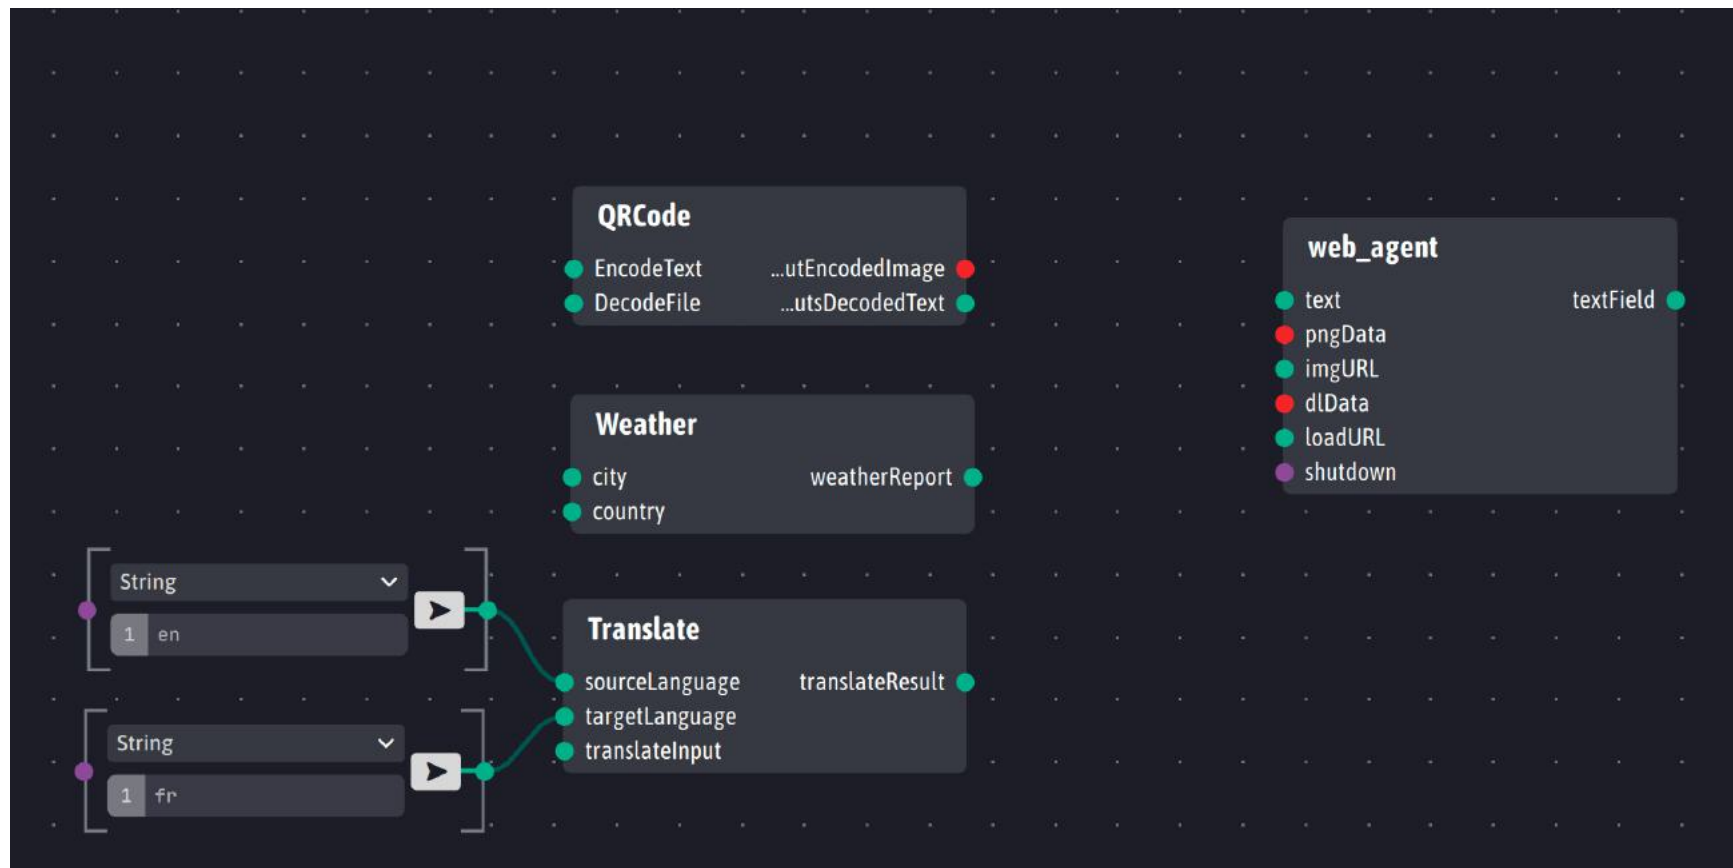 QRCode
EncodeText ...utEncodedImage
DecodeFile ...utsDecodedText
web_agent
text textField
pngData
imgURL
dlData
loadURL
shutdown
Weather
city weatherReport
country
String
1 en
Translate
sourceLanguage translateResult
targetLanguage
translateInput
String
1 fr